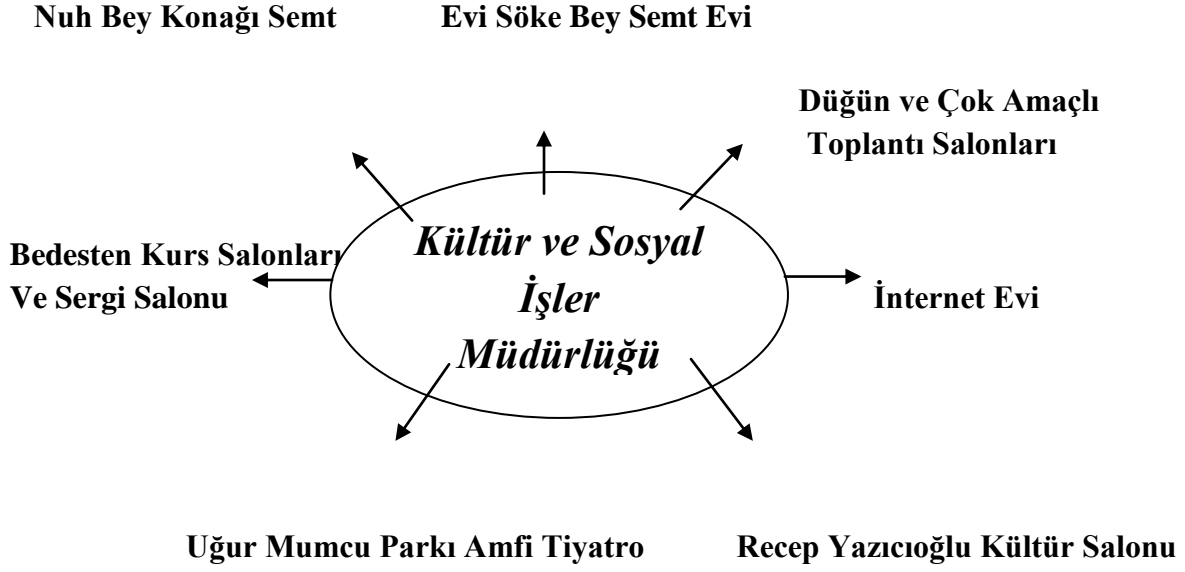 Nuh Bey Konağı Semt
Evi Söke Bey Semt Evi
Düğün ve Çok Amaçlı
Toplantı Salonları
Kültür ve Sosyal
İşler
Müdürlüğü
Bedesten Kurs Salonları
Ve Sergi Salonu
İnternet Evi
Uğur Mumcu Parkı Amfi Tiyatro
Recep Yazıcıoğlu Kültür Salonu